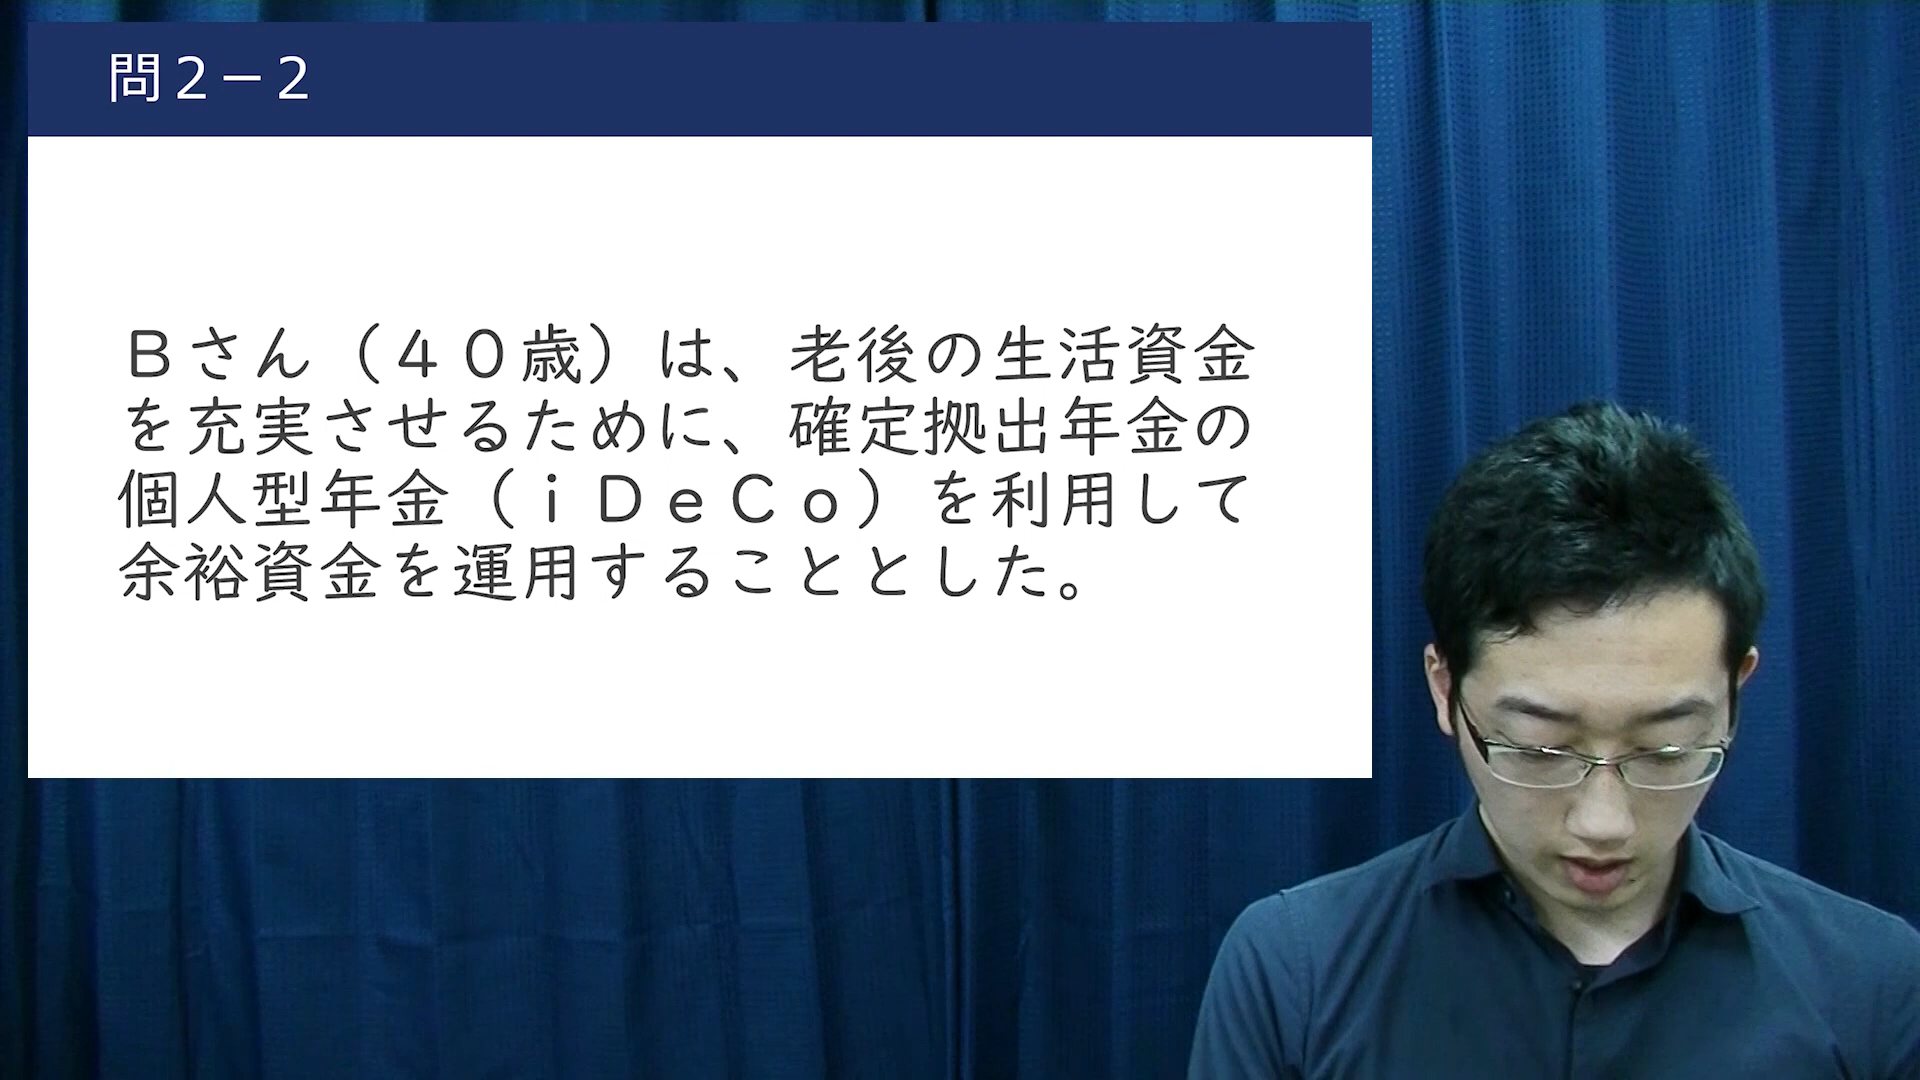 問２－２
Ｂさん（４０歳）は、老後の生活資金
を充実させるために、確定拠出年金の
個人型年金（ｉＤｅＣｏ）を利用して
余裕資金を運用することとした。